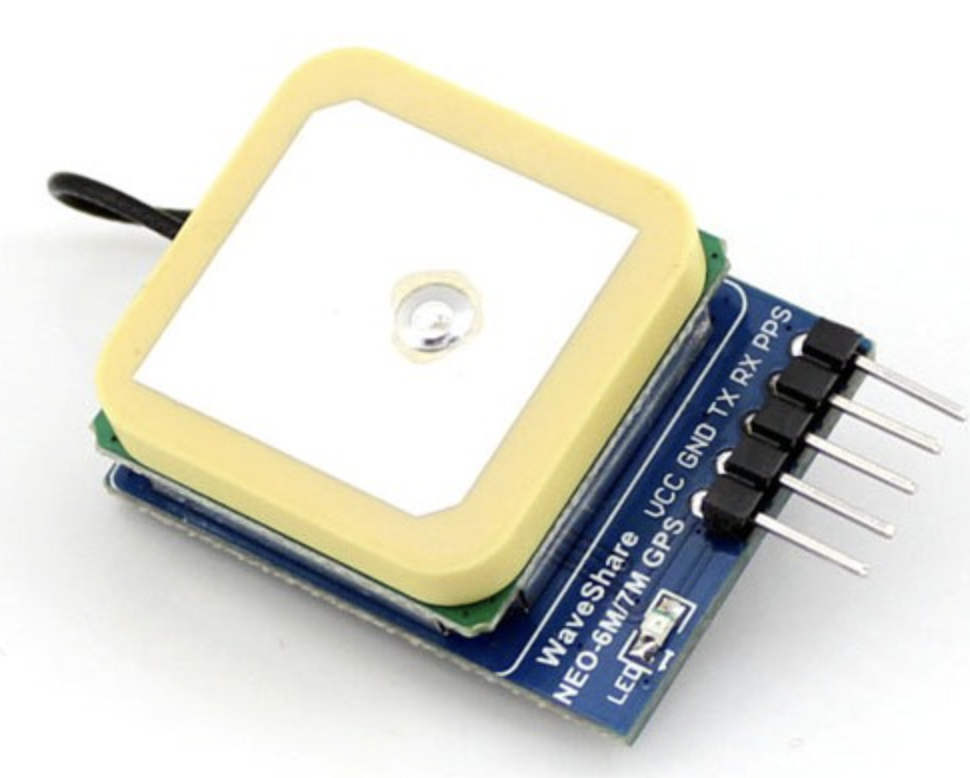 VCC GND TX RX PPS
WaveShare
NEO-6M/7M GPS
LED